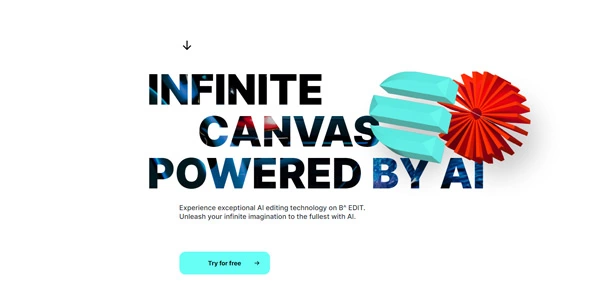 INFINITE
CANVAS
POWERED BY AI
Experience exceptional AI editing technology on B^ EDIT.
Unleash your infinite imagination to the fullest with AI.
Try for free